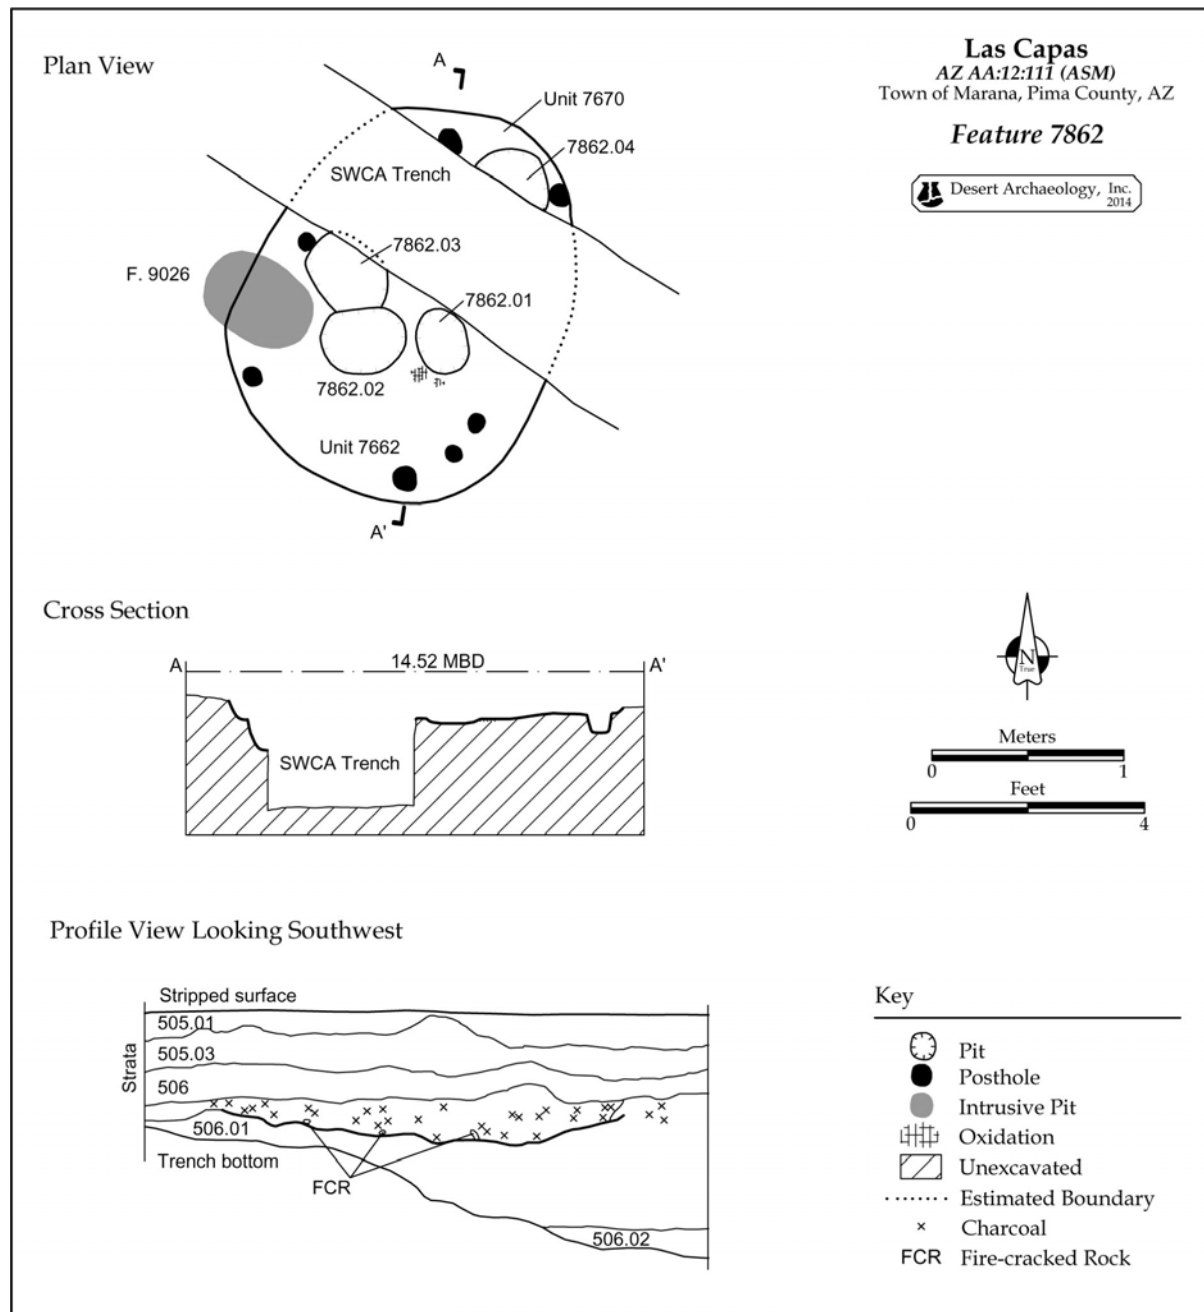 Plan View
Las Capas
AZ AA:12:111 (ASM)
Town of Marana, Pima County, AZ
Feature 7862
Desert Archaeology, Inc.
2014
A
Unit 7670
7862.04
SWCA Trench
7862.03
F. 9026
7862.01
7862.02
Unit 7662
A'
Cross Section
A
14.52 MBD
A'
SWCA Trench
N
True
Meters
0 1
Feet
0 4
Profile View Looking Southwest
Stripped surface
505.01
505.03
506
506.01
Strata
Trench bottom
FCR
506.02
Key
Pit
Posthole
Intrusive Pit
Oxidation
Unexcavated
Estimated Boundary
× Charcoal
FCR Fire-cracked Rock